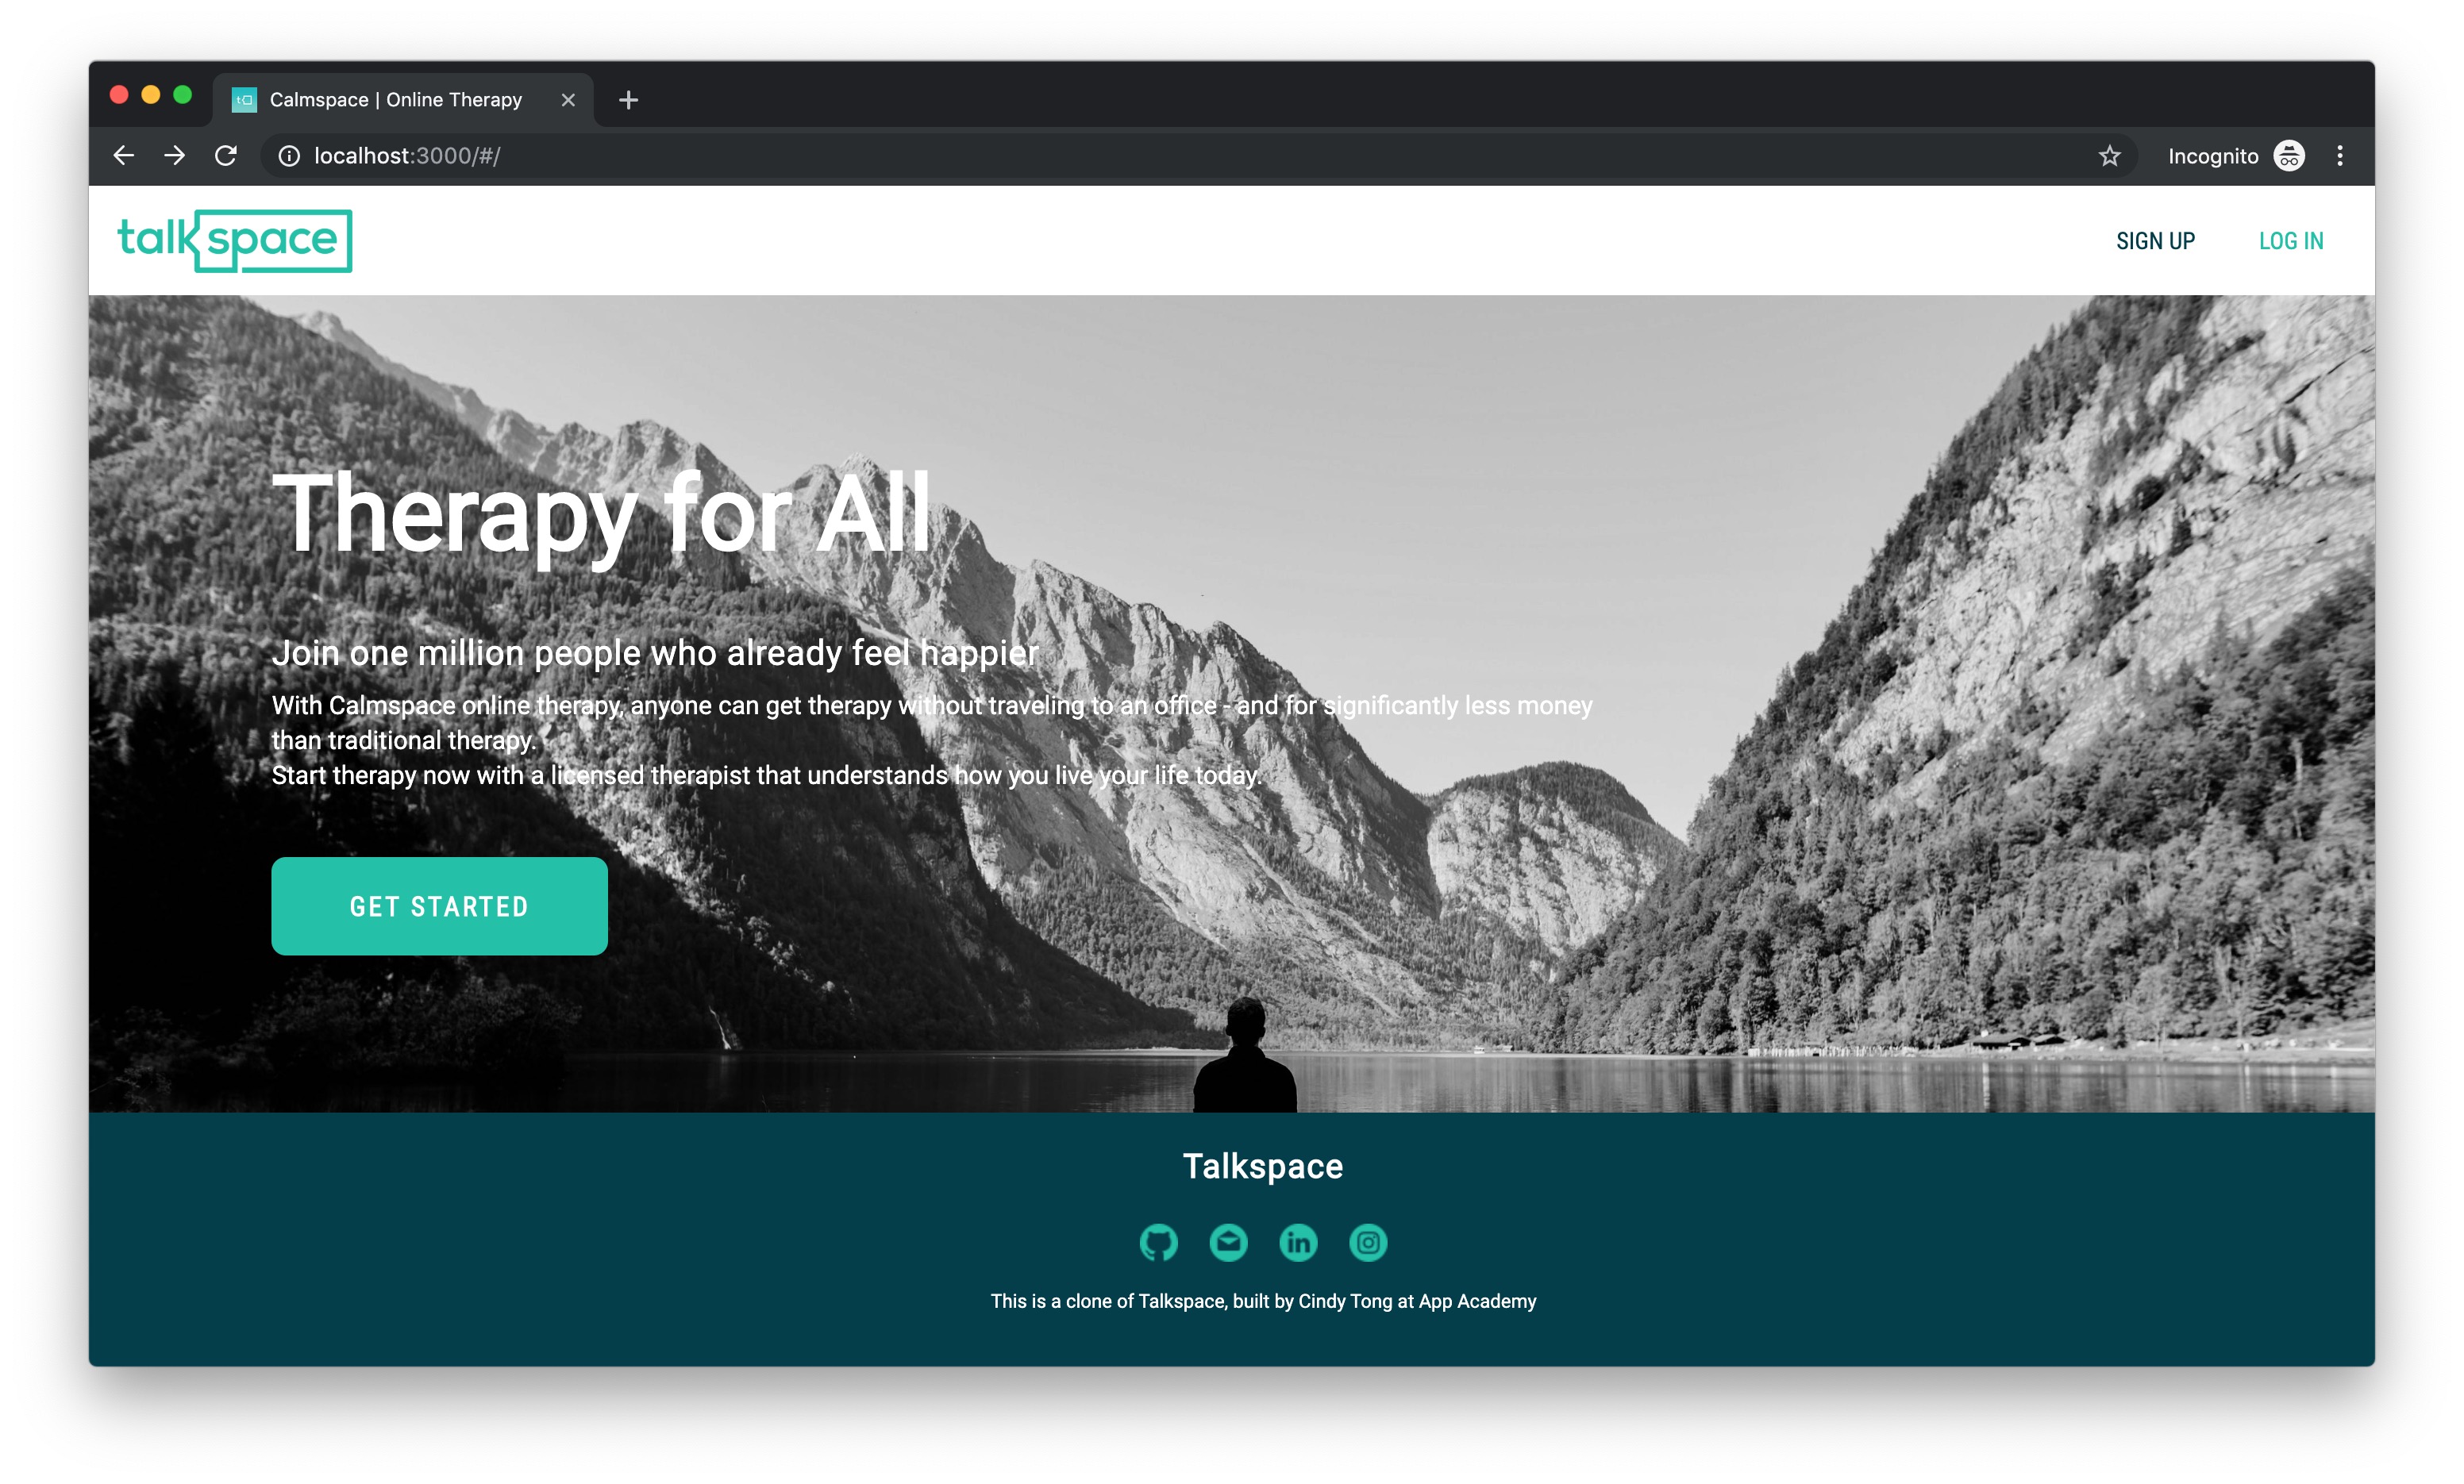 Calmspace | Online Therapy
localhost:3000/#/
Incognito
talkspace
SIGN UP
LOG IN
Therapy for All
Join one million people who already feel happier
With Calmspace online therapy, anyone can get therapy without traveling to an office - and for significantly less money
than traditional therapy.
Start therapy now with a licensed therapist that understands how you live your life today.
GET STARTED
Talkspace
in
This is a clone of Talkspace, built by Cindy Tong at App Academy